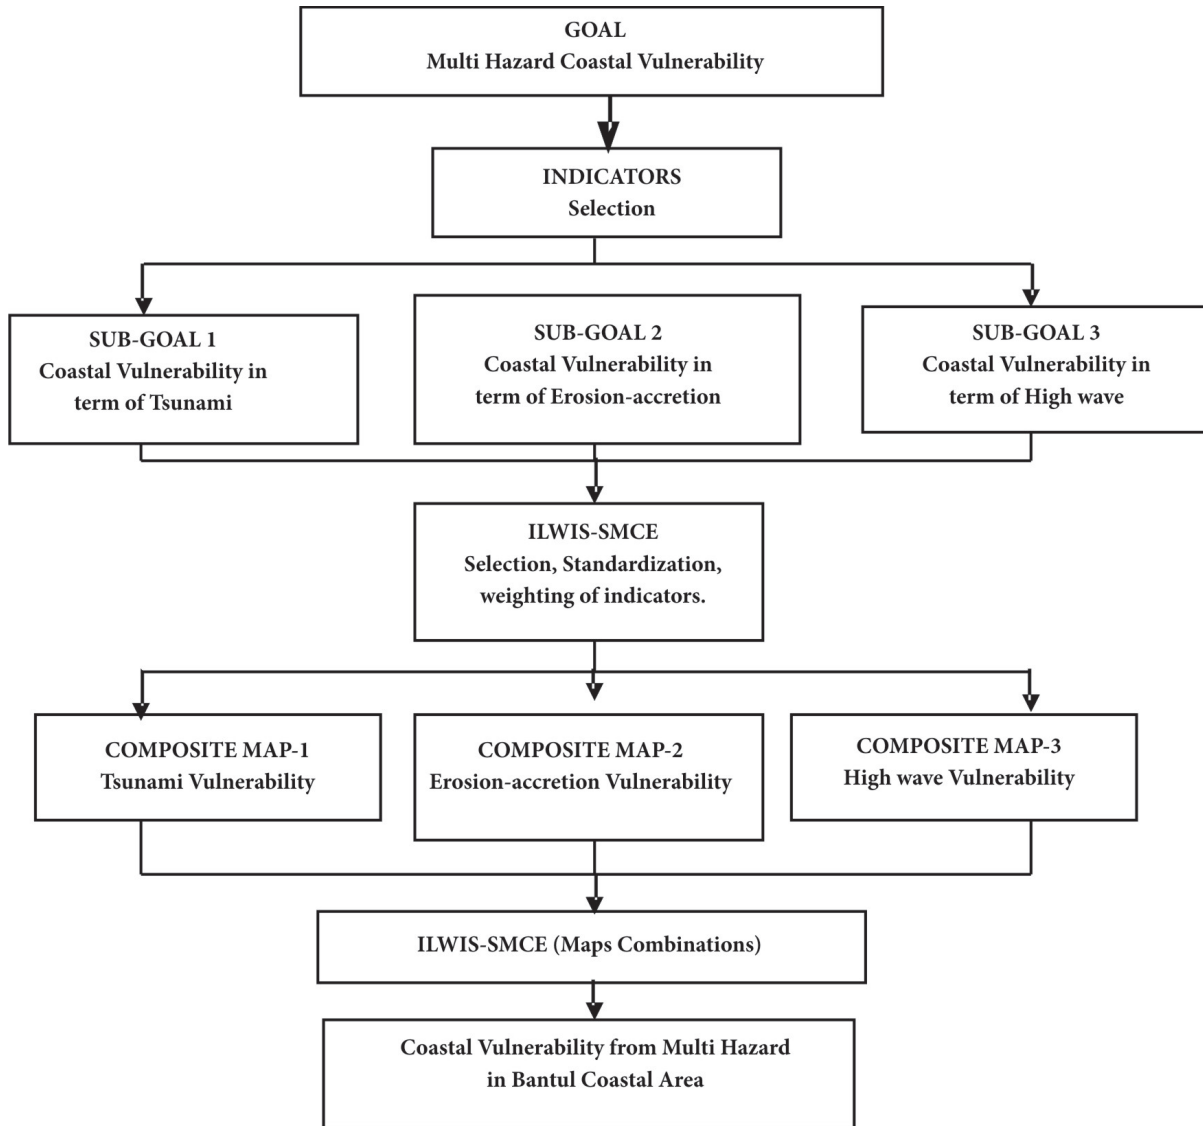 GOAL
Multi Hazard Coastal Vulnerability
INDICATORS
Selection
SUB-GOAL 1
Coastal Vulnerability in
term of Tsunami
SUB-GOAL 2
Coastal Vulnerability in
term of Erosion-accretion
SUB-GOAL 3
Coastal Vulnerability in
term of High wave
ILWIS-SMCE
Selection, Standardization,
weighting of indicators.
COMPOSITE MAP-1
Tsunami Vulnerability
COMPOSITE MAP-2
Erosion-accretion Vulnerability
COMPOSITE MAP-3
High wave Vulnerability
ILWIS-SMCE (Maps Combinations)
Coastal Vulnerability from Multi Hazard
in Bantul Coastal Area